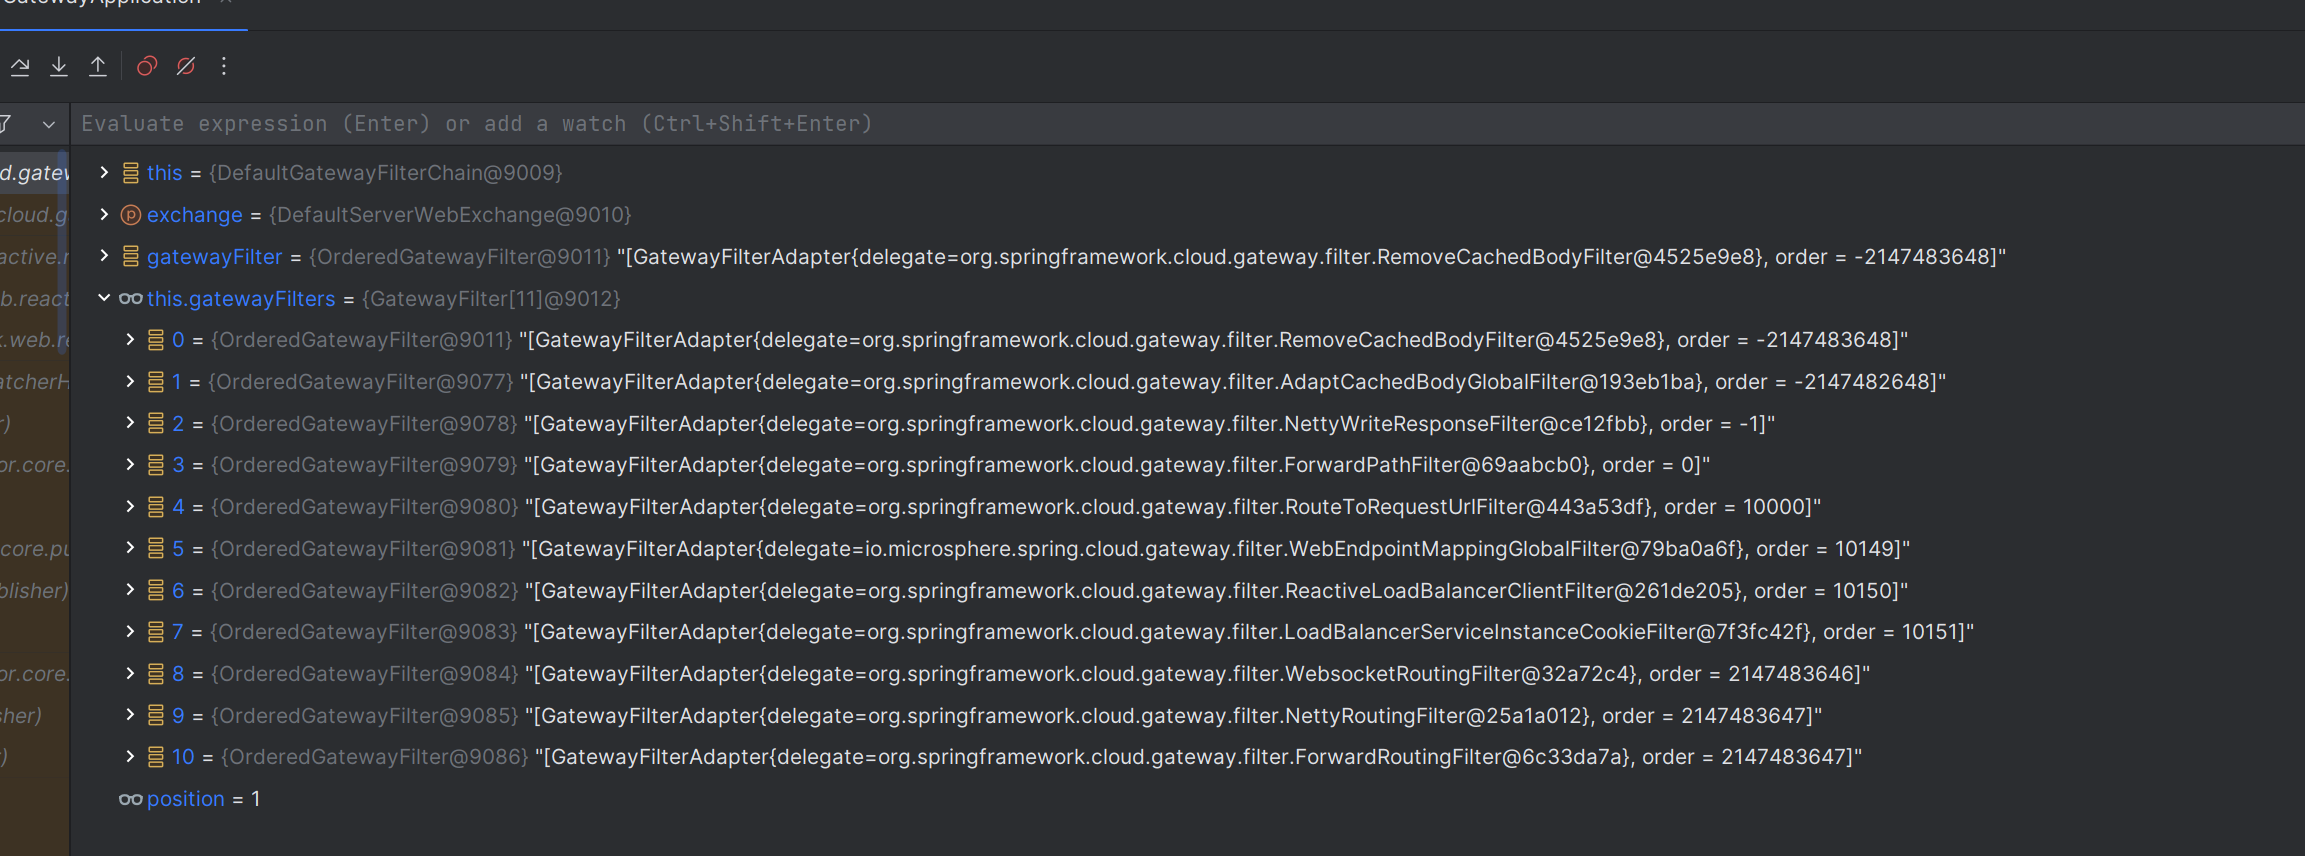 GatewayApplication
Evaluate expression (Enter) or add a watch (Ctrl+Shift+Enter)
d.gatew
this = {DefaultGatewayFilterChain@9009}
cloud.g
exchange = {DefaultServerWebExchange@9010}
active.r
gatewayFilter = {OrderedGatewayFilter@9011} "[GatewayFilterAdapter{delegate=org.springframework.cloud.gateway.filter.RemoveCachedBodyFilter@4525e9e8}, order = -2147483648]"
b.react
this.gatewayFilters = {GatewayFilter[11]@9012}
0 = {OrderedGatewayFilter@9011} "[GatewayFilterAdapter{delegate=org.springframework.cloud.gateway.filter.RemoveCachedBodyFilter@4525e9e8}, order = -2147483648]"
.web.re
atcherH
1 = {OrderedGatewayFilter@9077} "[GatewayFilterAdapter{delegate=org.springframework.cloud.gateway.filter.AdaptCachedBodyGlobalFilter@193eb1ba}, order = -2147482648]"
r)
2 = {OrderedGatewayFilter@9078} "[GatewayFilterAdapter{delegate=org.springframework.cloud.gateway.filter.NettyWriteResponseFilter@ce12fbb}, order = -1]"
or.core.
3 = {OrderedGatewayFilter@9079} "[GatewayFilterAdapter{delegate=org.springframework.cloud.gateway.filter.ForwardPathFilter@69aabcb0}, order = 0]"
4 = {OrderedGatewayFilter@9080} "[GatewayFilterAdapter{delegate=org.springframework.cloud.gateway.filter.RouteToRequestUrlFilter@443a53df}, order = 10000]"
core.pu
5 = {OrderedGatewayFilter@9081} "[GatewayFilterAdapter{delegate=io.microsphere.spring.cloud.gateway.filter.WebEndpointMappingGlobalFilter@79ba0a6f}, order = 10149]"
blisher)
6 = {OrderedGatewayFilter@9082} "[GatewayFilterAdapter{delegate=org.springframework.cloud.gateway.filter.ReactiveLoadBalancerClientFilter@261de205}, order = 10150]"
7 = {OrderedGatewayFilter@9083} "[GatewayFilterAdapter{delegate=org.springframework.cloud.gateway.filter.LoadBalancerServiceInstanceCookieFilter@7f3fc42f}, order = 10151]"
or.core.
8 = {OrderedGatewayFilter@9084} "[GatewayFilterAdapter{delegate=org.springframework.cloud.gateway.filter.WebsocketRoutingFilter@32a72c4}, order = 2147483646]"
sher)
9 = {OrderedGatewayFilter@9085} "[GatewayFilterAdapter{delegate=org.springframework.cloud.gateway.filter.NettyRoutingFilter@25a1a012}, order = 2147483647]"
)
10 = {OrderedGatewayFilter@9086} "[GatewayFilterAdapter{delegate=org.springframework.cloud.gateway.filter.ForwardRoutingFilter@6c33da7a}, order = 2147483647]"
position = 1